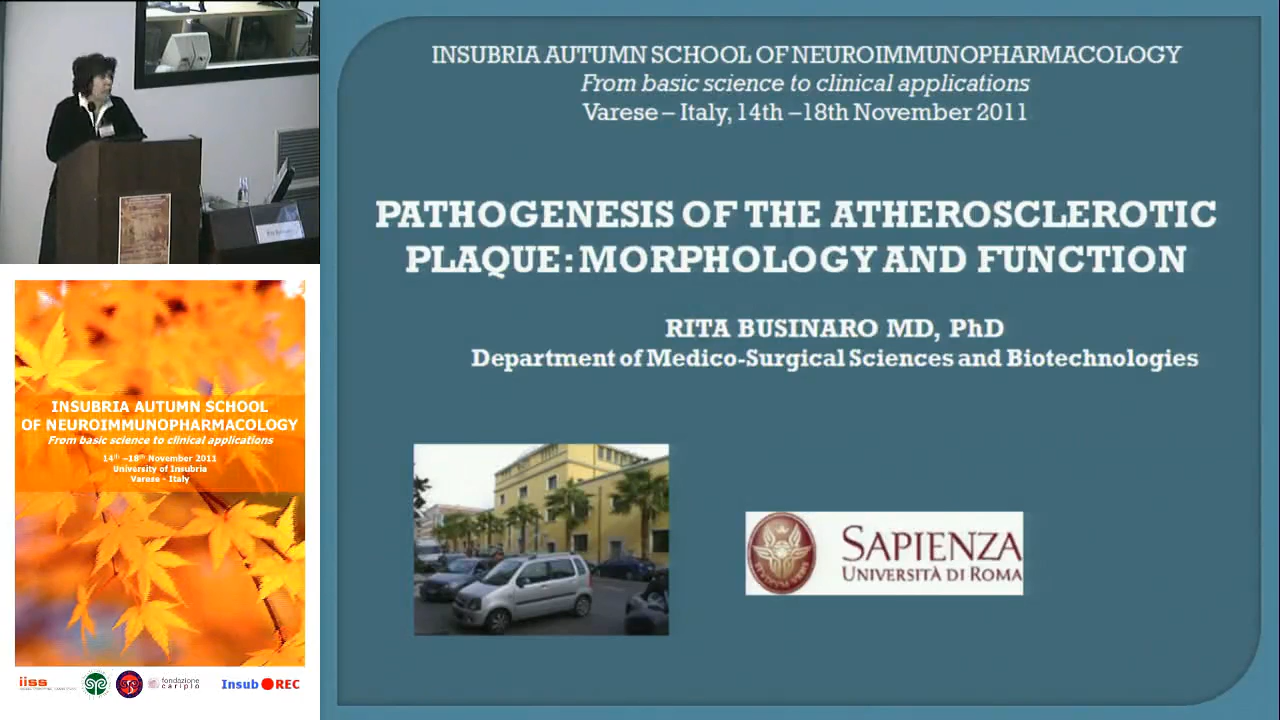 INSUBRIA AUTUMN SCHOOL OF NEUROIMMUNOPHARMACOLOGY
From basic science to clinical applications
Varese – Italy, 14th –18th November 2011
PATHOGENESIS OF THE ATHEROSCLEROTIC
PLAQUE: MORPHOLOGY AND FUNCTION
RITA BUSINARO MD, PhD
Department of Medico-Surgical Sciences and Biotechnologies
SAPIENZA
UNIVERSITÀ DI ROMA
INSUBRIA AUTUMN SCHOOL
OF NEUROIMMUNOPHARMACOLOGY
From basic science to clinical applications
14th –18th November 2011
University of Insubria
Varese - Italy
iiss
fondazione
cariplo
Insub REC